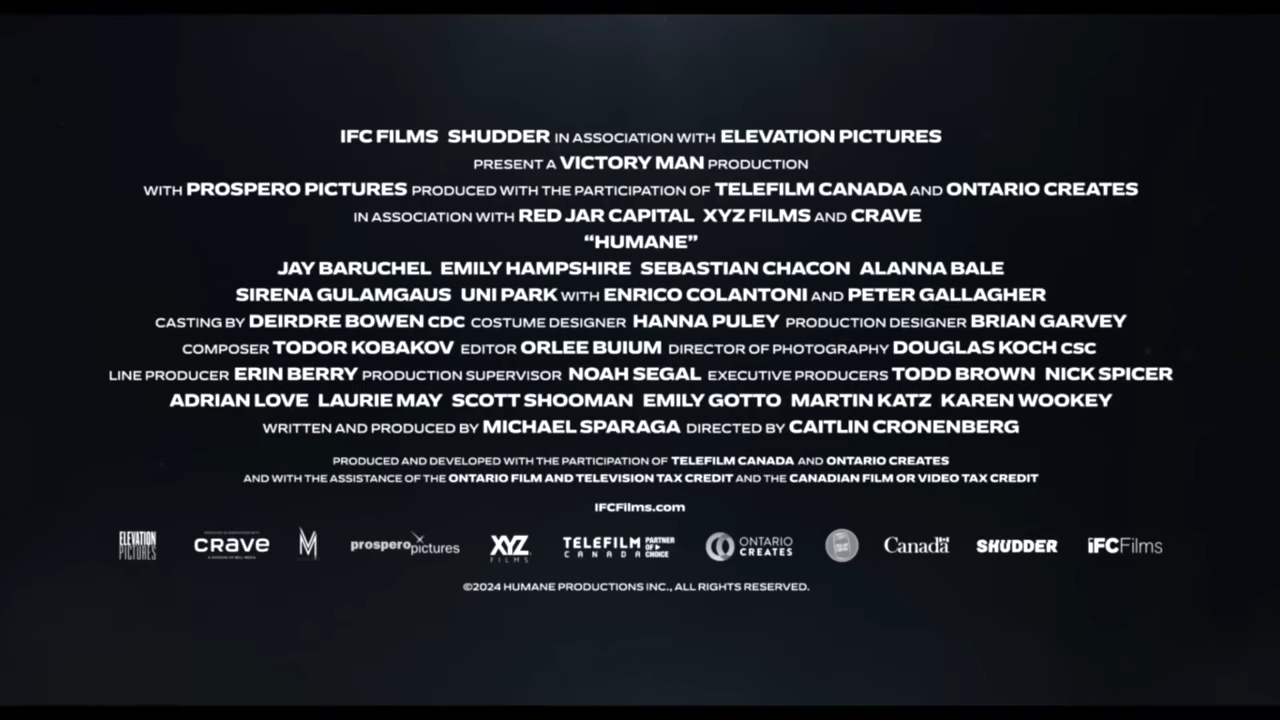 IFC FILMS SHUDDER IN ASSOCIATION WITH ELEVATION PICTURES
PRESENT A VICTORY MAN PRODUCTION
WITH PROSPERO PICTURES PRODUCED WITH THE PARTICIPATION OF TELEFILM CANADA AND ONTARIO CREATES
IN ASSOCIATION WITH RED JAR CAPITAL XYZ FILMS AND CRAVE
“HUMANE”
JAY BARUCHEL EMILY HAMPSHIRE SEBASTIAN CHACON ALANNA BALE
SIRENA GULAMGAUS UNI PARK WITH ENRICO COLANTONI AND PETER GALLAGHER
CASTING BY DEIRDRE BOWEN CDC COSTUME DESIGNER HANNA PULEY PRODUCTION DESIGNER BRIAN GARVEY
COMPOSER TODOR KOBAKOV EDITOR ORLEE BUIUM DIRECTOR OF PHOTOGRAPHY DOUGLAS KOCH CSC
LINE PRODUCER ERIN BERRY PRODUCTION SUPERVISOR NOAH SEGAL EXECUTIVE PRODUCERS TODD BROWN NICK SPICER
ADRIAN LOVE LAURIE MAY SCOTT SHOOMAN EMILY GOTTO MARTIN KATZ KAREN WOOKEY
WRITTEN AND PRODUCED BY MICHAEL SPARAGA DIRECTED BY CAITLIN CRONENBERG
PRODUCED AND DEVELOPED WITH THE PARTICIPATION OF TELEFILM CANADA AND ONTARIO CREATES
AND WITH THE ASSISTANCE OF THE ONTARIO FILM AND TELEVISION TAX CREDIT AND THE CANADIAN FILM OR VIDEO TAX CREDIT
IFCFilms.com
ELEVATION PICTURES CRAVE prospero pictures XYZ FILMS TELEFILM CANADA PARTNER OF CHOICE ONTARIO CREATES Canada SHUDDER IFC Films
©2024 HUMANE PRODUCTIONS INC., ALL RIGHTS RESERVED.